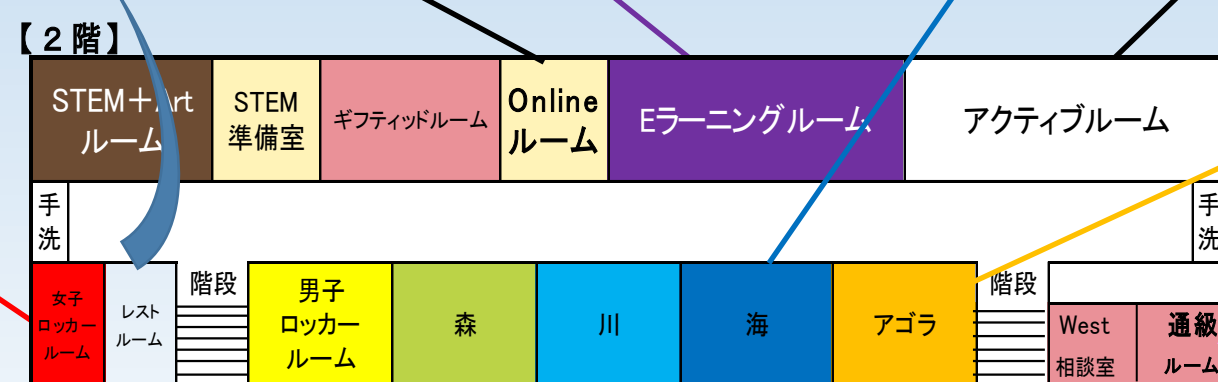 【２階】
STEM＋Art
ルーム
STEM
準備室
ギフティッドルーム
Online
ルーム
Eラーニングルーム
アクティブルーム
手
洗
手
洗
女子
ロッカー
ルーム
レスト
ルーム
階段
男子
ロッカー
ルーム
森
川
海
アゴラ
階段
West
相談室
通級
ルーム